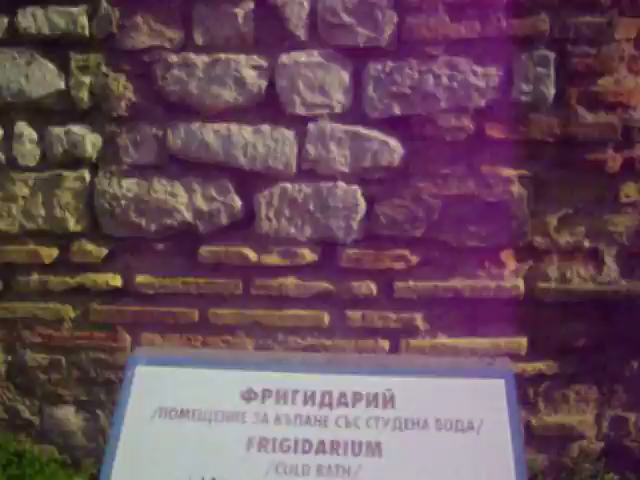 ФРИГИДАРИЙ
/ПОМЕЩЕНИЕ ЗА КЪПАНЕ СЪС СТУДЕНА ВОДА/
FRIGIDARIUM
/COLD BATH/